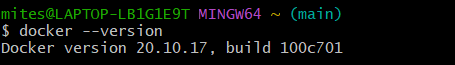 mites@LAPTOP-LB1G1E9T MINGW64 ~ (main)
$ docker --version
Docker version 20.10.17, build 100c701